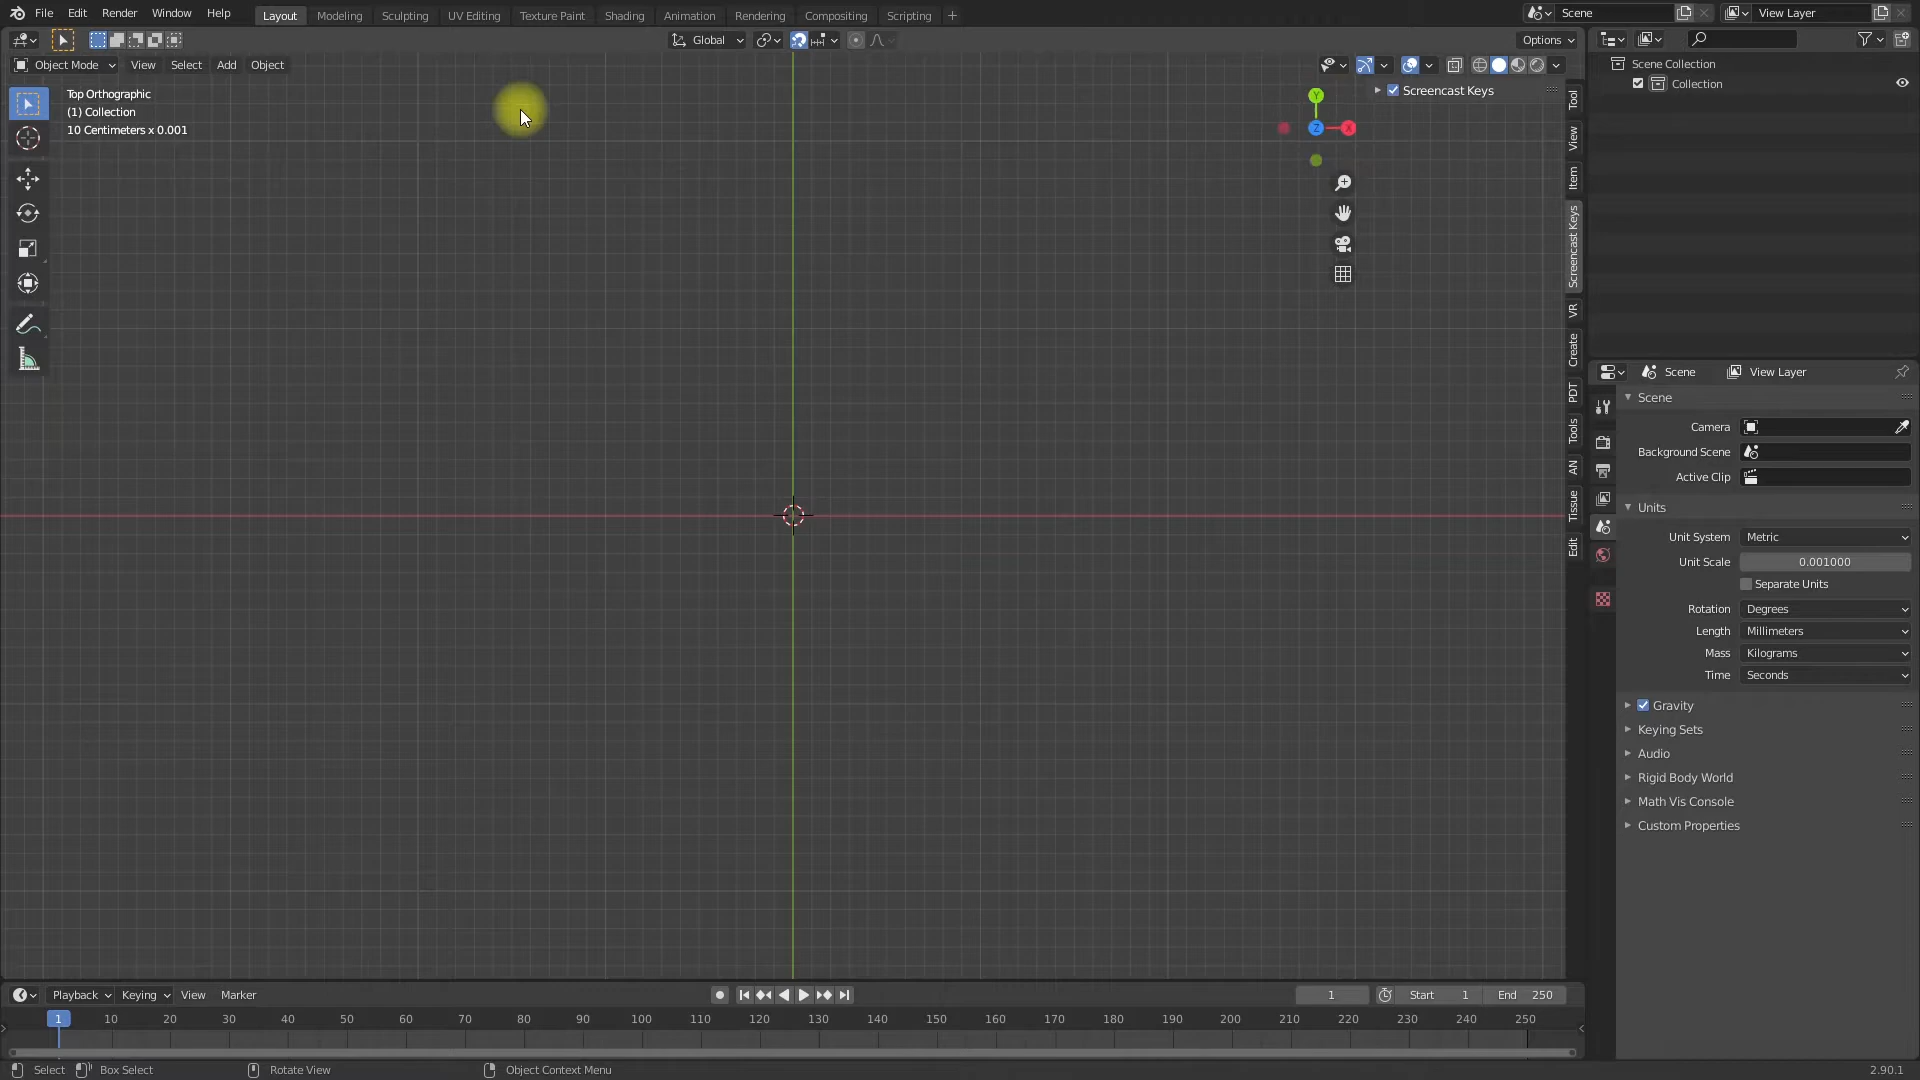 File Edit Render Window Help Layout Modeling Sculpting UV Editing Texture Paint Shading Animation Rendering Compositing Scripting + Scene View Layer
Global Options
Object Mode View Select Add Object
Top Orthographic
(1) Collection
10 Centimeters x 0.001
Screencast Keys
Y
Z
X
Tool
View
Item
Screencast Keys
VR
Create
PDT
Tools
AN
Tissue
Edit
Scene Collection
Collection
Scene View Layer
Scene
Camera
Background Scene
Active Clip
Units
Unit System Metric
Unit Scale 0.001000
Separate Units
Rotation Degrees
Length Millimeters
Mass Kilograms
Time Seconds
Gravity
Keying Sets
Audio
Rigid Body World
Math Vis Console
Custom Properties
Playback Keying View Marker 1 Start 1 End 250
1 10 20 30 40 50 60 70 80 90 100 110 120 130 140 150 160 170 180 190 200 210 220 230 240 250
Select Box Select Rotate View Object Context Menu 2.90.1